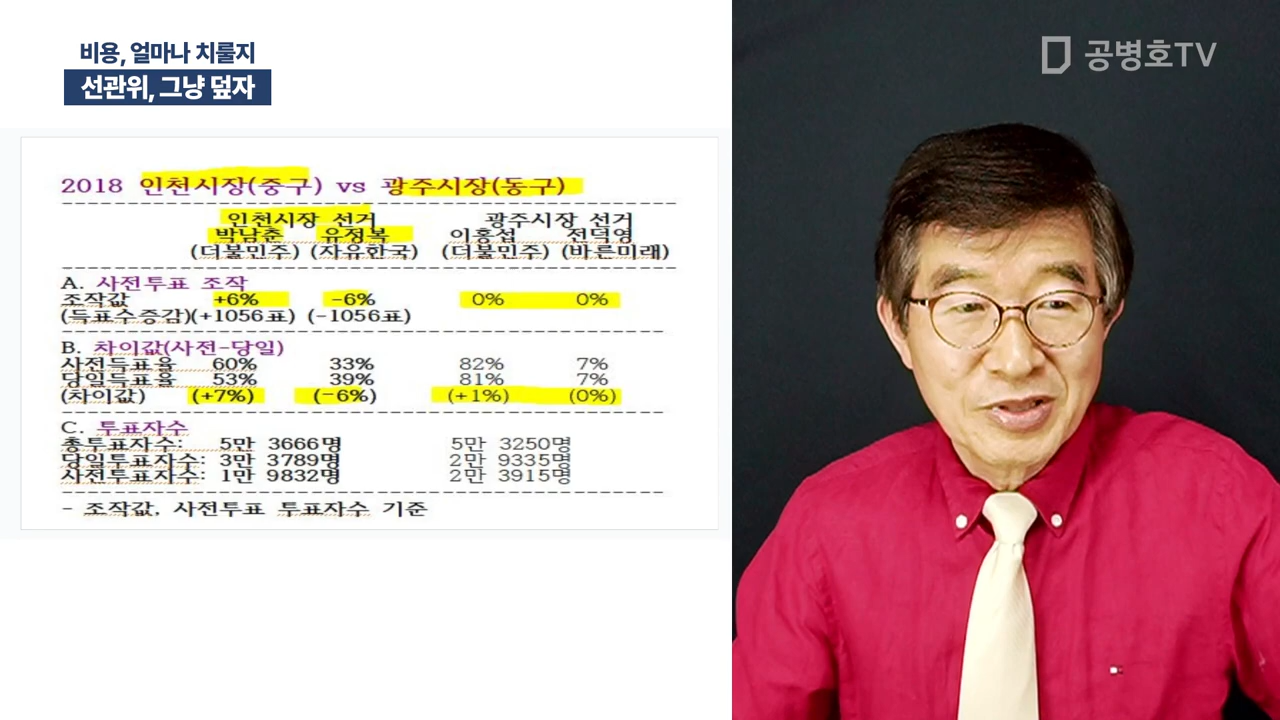 비용, 얼마나 치룰지
선관위, 그냥 덮자
공병호TV
2018 인천시장(중구) vs 광주시장(동구)
인천시장 선거 광주시장 선거
박남춘 유정복 이홍섭 전덕영
(더불민주) (자유한국) (더불민주) (바른미래)
A. 사전투표 조작
조작값 +6% -6% 0% 0%
(득표수증감)(+1056표) (-1056표)
B. 차이값(사전-당일)
사전득표율 60% 33% 82% 7%
당일득표율 53% 39% 81% 7%
(차이값) (+7%) (-6%) (+1%) (0%)
C. 투표자수
총투표자수: 5만 3666명 5만 3250명
당일투표자수: 3만 3789명 2만 9335명
사전투표자수: 1만 9832명 2만 3915명
- 조작값, 사전투표 투표자수 기준